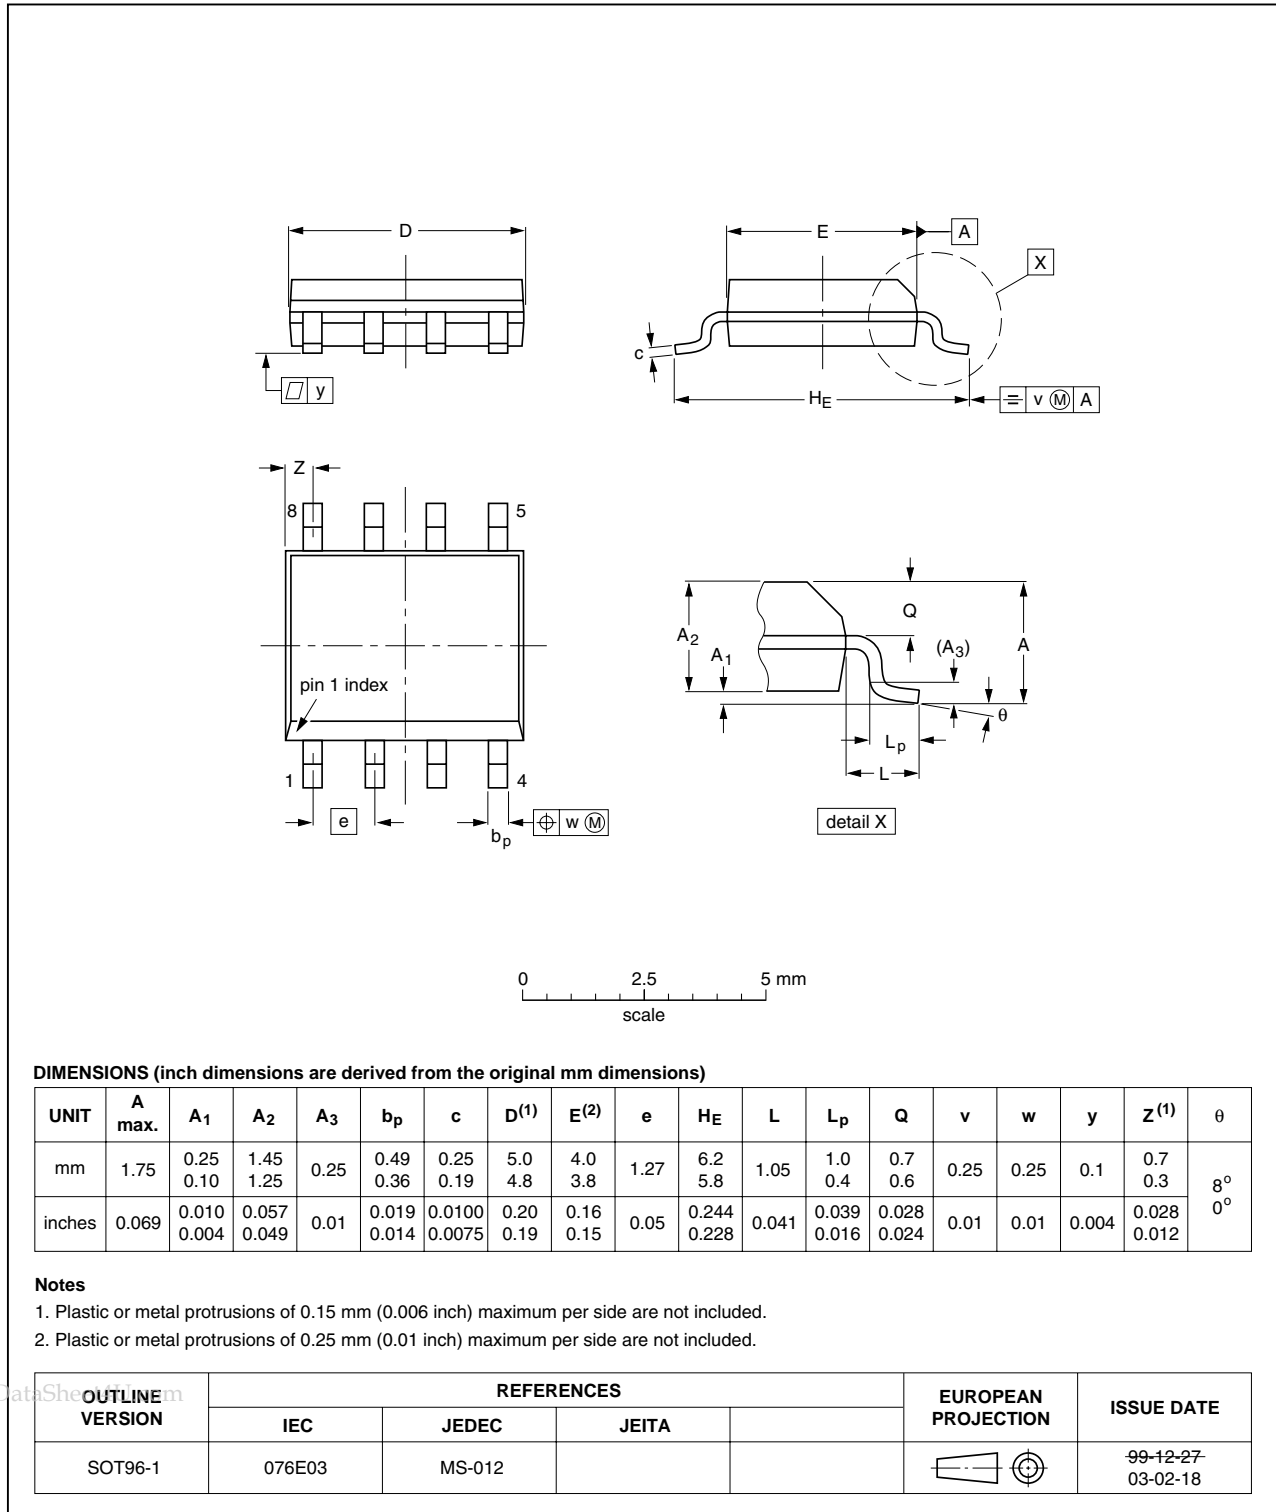 D
E
A
X
c
y
HE
v M A
Z
8
5
pin 1 index
1
4
e
bp
w M
Q
A2
A1
(A3)
A
θ
Lp
L
detail X
0 2.5 5 mm
scale
DIMENSIONS (inch dimensions are derived from the original mm dimensions)
UNIT A max. A1 A2 A3 bp c D(1) E(2) e HE L Lp Q v w y Z(1) θ
mm 1.75 0.25 0.10 1.45 1.25 0.25 0.49 0.36 0.25 0.19 5.0 4.8 4.0 3.8 1.27 6.2 5.8 1.05 1.0 0.4 0.7 0.6 0.25 0.25 0.1 0.7 0.3 8o 0o
inches 0.069 0.010 0.004 0.057 0.049 0.01 0.019 0.014 0.0100 0.0075 0.20 0.19 0.16 0.15 0.05 0.244 0.228 0.041 0.039 0.016 0.028 0.024 0.01 0.01 0.004 0.028 0.012
Notes
1. Plastic or metal protrusions of 0.15 mm (0.006 inch) maximum per side are not included.
2. Plastic or metal protrusions of 0.25 mm (0.01 inch) maximum per side are not included.
OUTLINE VERSION REFERENCES EUROPEAN PROJECTION ISSUE DATE
IEC JEDEC JEITA
SOT96-1 076E03 MS-012 99-12-27
03-02-18